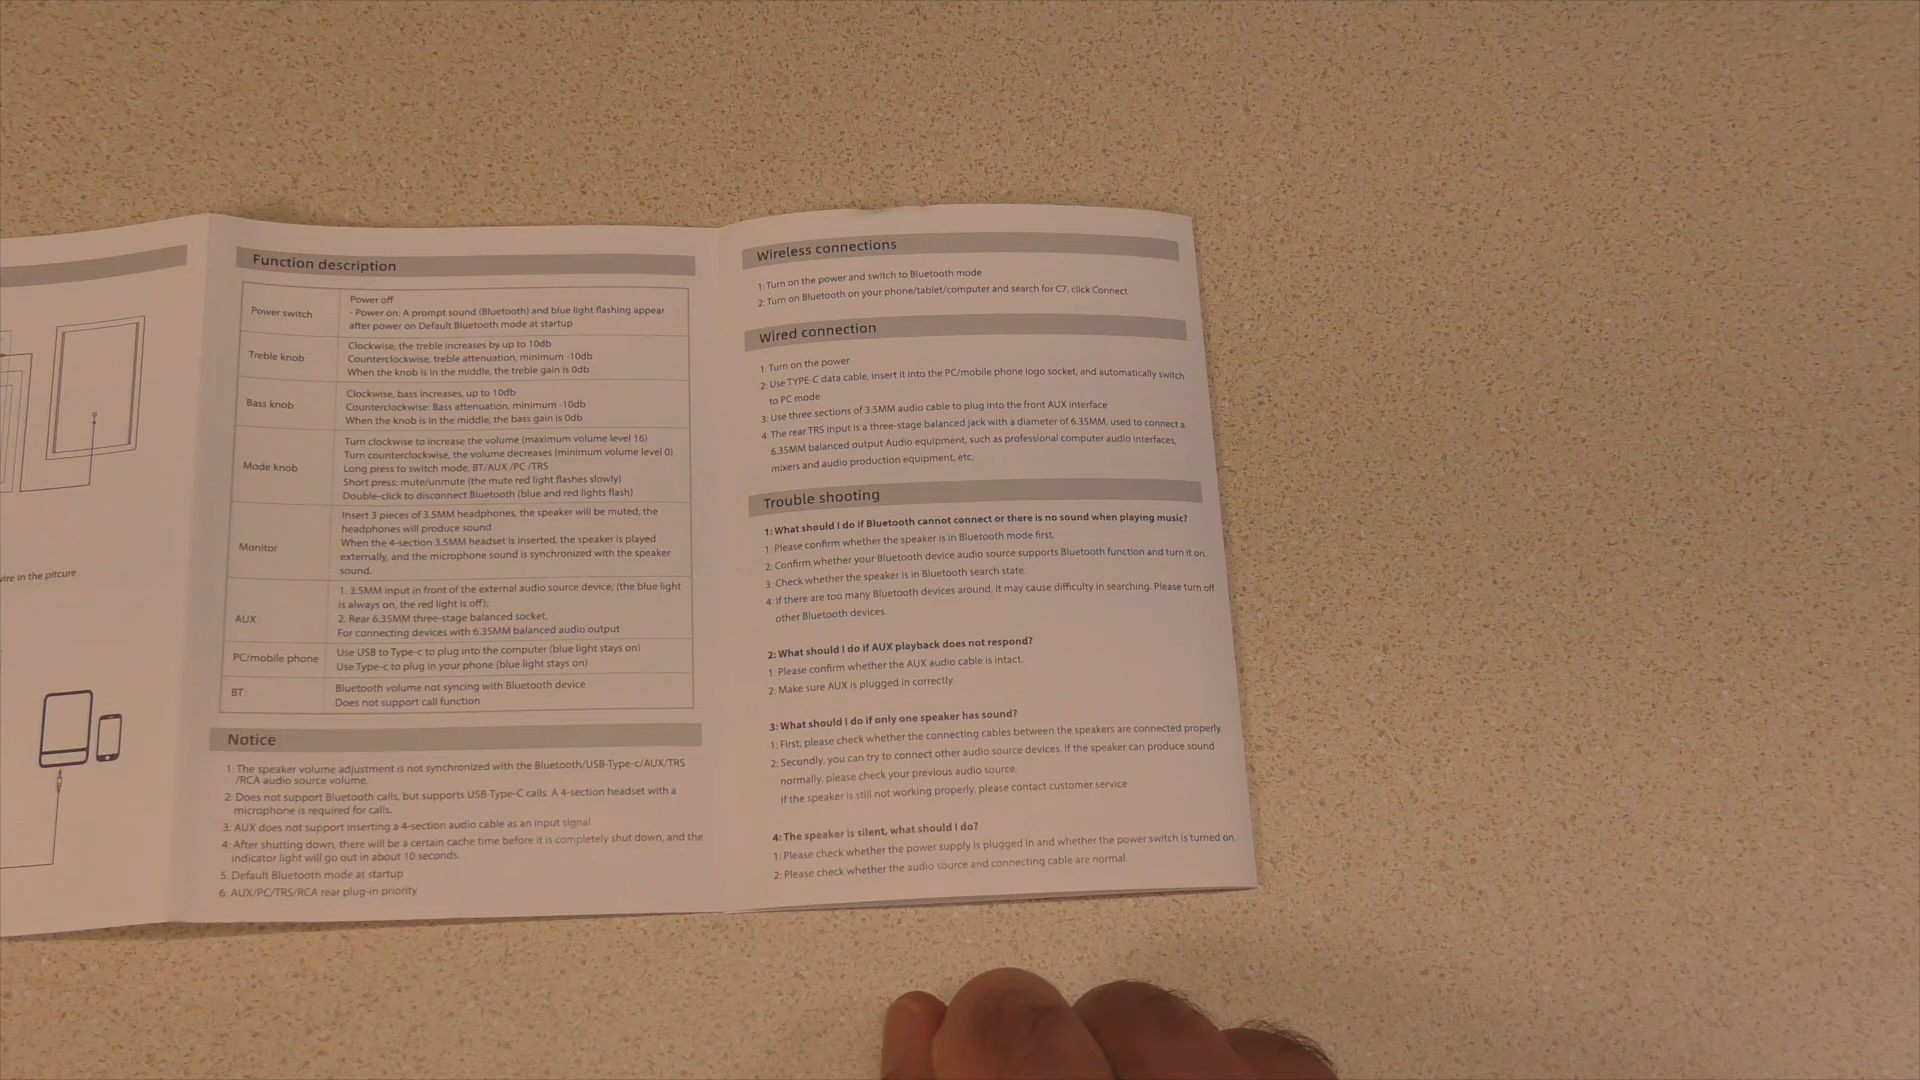 wire in the pitcure
Function description
Power switch
Power off
- Power on: A prompt sound (Bluetooth) and blue light flashing appear
after power on Default Bluetooth mode at startup
Treble knob
Clockwise, the treble increases by up to 10db
Counterclockwise, treble attenuation, minimum -10db
When the knob is in the middle, the treble gain is 0db
Bass knob
Clockwise, bass increases, up to 10db
Counterclockwise: Bass attenuation, minimum -10db
When the knob is in the middle, the bass gain is 0db
Mode knob
Turn clockwise to increase the volume (maximum volume level 16)
Turn counterclockwise, the volume decreases (minimum volume level 0)
Long press to switch mode, BT/AUX /PC /TRS
Short press: mute/unmute (the mute red light flashes slowly)
Double-click to disconnect Bluetooth (blue and red lights flash)
Monitor
Insert 3 pieces of 3.5MM headphones, the speaker will be muted; the
headphones will produce sound
When the 4-section 3.5MM headset is inserted, the speaker is played
externally, and the microphone sound is synchronized with the speaker
sound.
AUX:
1. 3.5MM input in front of the external audio source device; (the blue light
is always on, the red light is off);
2. Rear 6.35MM three-stage balanced socket,
For connecting devices with 6.35MM balanced audio output
PC/mobile phone
Use USB to Type-c to plug into the computer (blue light stays on)
Use Type-c to plug in your phone (blue light stays on)
BT:
Bluetooth volume not syncing with Bluetooth device
Does not support call function
Notice
1: The speaker volume adjustment is not synchronized with the Bluetooth/USB-Type-c/AUX/TRS
/RCA audio source volume.
2: Does not support Bluetooth calls, but supports USB-Type-C calls. A 4-section headset with a
microphone is required for calls.
3: AUX does not support inserting a 4-section audio cable as an input signal
4: After shutting down, there will be a certain cache time before it is completely shut down, and the
indicator light will go out in about 10 seconds.
5. Default Bluetooth mode at startup
6: AUX/PC/TRS/RCA rear plug-in priority
Wireless connections
1: Turn on the power and switch to Bluetooth mode
2: Turn on Bluetooth on your phone/tablet/computer and search for C7, click Connect
Wired connection
1: Turn on the power
2: Use TYPE-C data cable, insert it into the PC/mobile phone logo socket, and automatically switch
to PC mode
3: Use three sections of 3.5MM audio cable to plug into the front AUX interface
4: The rear TRS input is a three-stage balanced jack with a diameter of 6.35MM, used to connect a
6.35MM balanced output Audio equipment, such as professional computer audio interfaces,
mixers and audio production equipment, etc.
Trouble shooting
1: What should I do if Bluetooth cannot connect or there is no sound when playing music?
1: Please confirm whether the speaker is in Bluetooth mode first.
2: Confirm whether your Bluetooth device audio source supports Bluetooth function and turn it on.
3: Check whether the speaker is in Bluetooth search state.
4: If there are too many Bluetooth devices around, it may cause difficulty in searching. Please turn off
other Bluetooth devices.
2: What should I do if AUX playback does not respond?
1: Please confirm whether the AUX audio cable is intact.
2: Make sure AUX is plugged in correctly.
3: What should I do if only one speaker has sound?
1: First, please check whether the connecting cables between the speakers are connected properly.
2: Secondly, you can try to connect other audio source devices. If the speaker can produce sound
normally, please check your previous audio source.
If the speaker is still not working properly, please contact customer service
4: The speaker is silent, what should I do?
1: Please check whether the power supply is plugged in and whether the power switch is turned on.
2: Please check whether the audio source and connecting cable are normal.